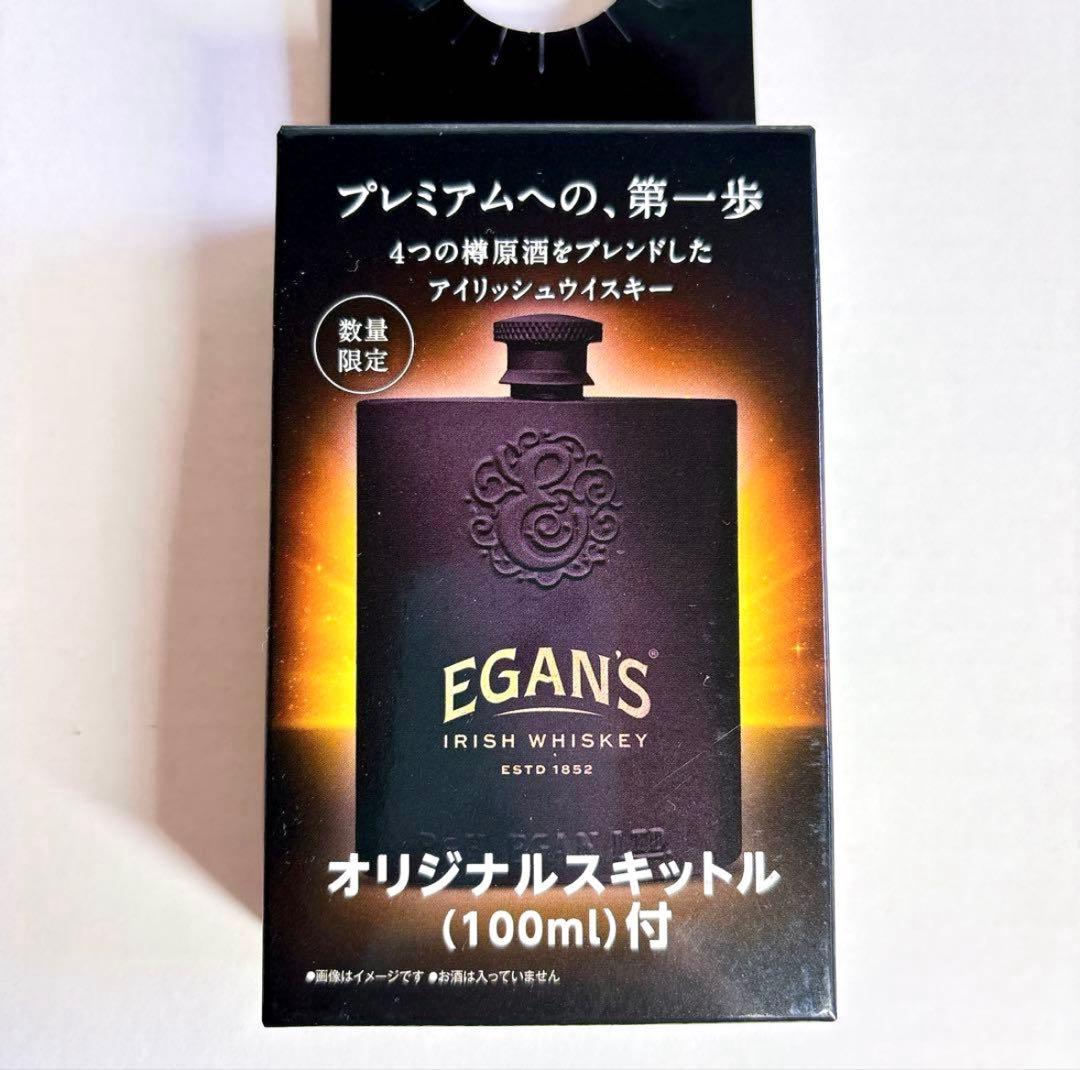 プレミアムへの、第一歩
4つの樽原酒をブレンドした
アイリッシュウイスキー
数量
限定
E
EGAN'S®
IRISH WHISKEY
ESTD 1852
EGAN LTD
オリジナルスキットル
(100ml)付
●画像はイメージです ●お酒は入っていません